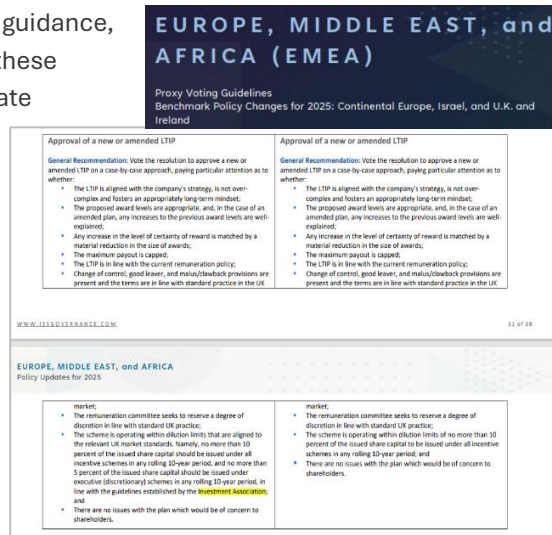 guidance,
these
ate
EUROPE, MIDDLE EAST, and
AFRICA (EMEA)
Proxy Voting Guidelines
Benchmark Policy Changes for 2025: Continental Europe, Israel, and U.K. and
Ireland
Approval of a new or amended LTIP
General Recommendation: Vote the resolution to approve a new or
amended LTIP on a case-by-case approach, paying particular attention as to
whether:
• The LTIP is aligned with the company's strategy, is not over-
complex and fosters an appropriately long-term mindset;
• The proposed award levels are appropriate, and, in the case of an
amended plan, any increases to the previous award levels are well-
explained;
• Any increase in the level of certainty of reward is matched by a
material reduction in the size of awards;
• The maximum payout is capped;
• The LTIP is in line with the current remuneration policy;
• Change of control, good leaver, and malus/clawback provisions are
present and the terms are in line with standard practice in the UK
Approval of a new or amended LTIP
General Recommendation: Vote the resolution to approve a new or
amended LTIP on a case-by-case approach, paying particular attention as to
whether:
• The LTIP is aligned with the company's strategy, is not over-
complex and fosters an appropriately long-term mindset;
• The proposed award levels are appropriate, and, in the case of an
amended plan, any increases to the previous award levels are well-
explained;
• Any increase in the level of certainty of reward is matched by a
material reduction in the size of awards;
• The maximum payout is capped;
• The LTIP is in line with the current remuneration policy;
• Change of control, good leaver, and malus/clawback provisions are
present and the terms are in line with standard practice in the UK
WWW.ISSGOVERNANCE.COM
31 of 38
EUROPE, MIDDLE EAST, and AFRICA
Policy Updates for 2025
market;
• The remuneration committee seeks to reserve a degree of
discretion in line with standard UK practice;
• The scheme is operating within dilution limits that are aligned to
the relevant UK market standards. Namely, no more than 10
percent of the issued share capital should be issued under all
incentive schemes in any rolling 10-year period, and no more than
5 percent of the issued share capital should be issued under
executive (discretionary) schemes in any rolling 10-year period, in
line with the guidelines established by the Investment Association;
and
• There are no issues with the plan which would be of concern to
shareholders.
market;
• The remuneration committee seeks to reserve a degree of
discretion in line with standard UK practice;
• The scheme is operating within dilution limits of no more than 10
percent of the issued share capital to be issued under all incentive
schemes in any rolling 10-year period; and
• There are no issues with the plan which would be of concern to
shareholders.